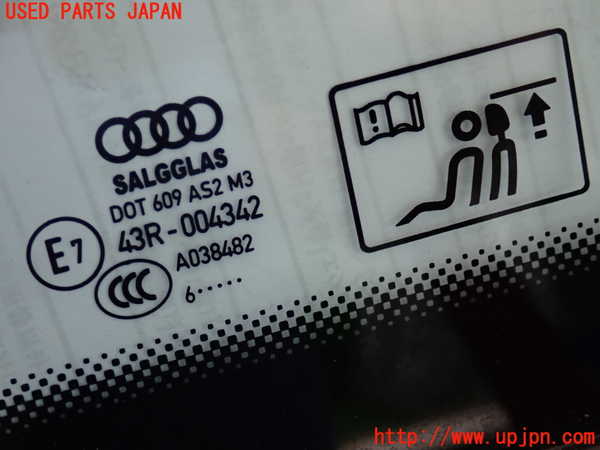 USED PARTS JAPAN
SALGGLAS
DOT 609 AS2 M3
43R-004342
E7
A038482
CCC
6.....
http://www.upjpn.com